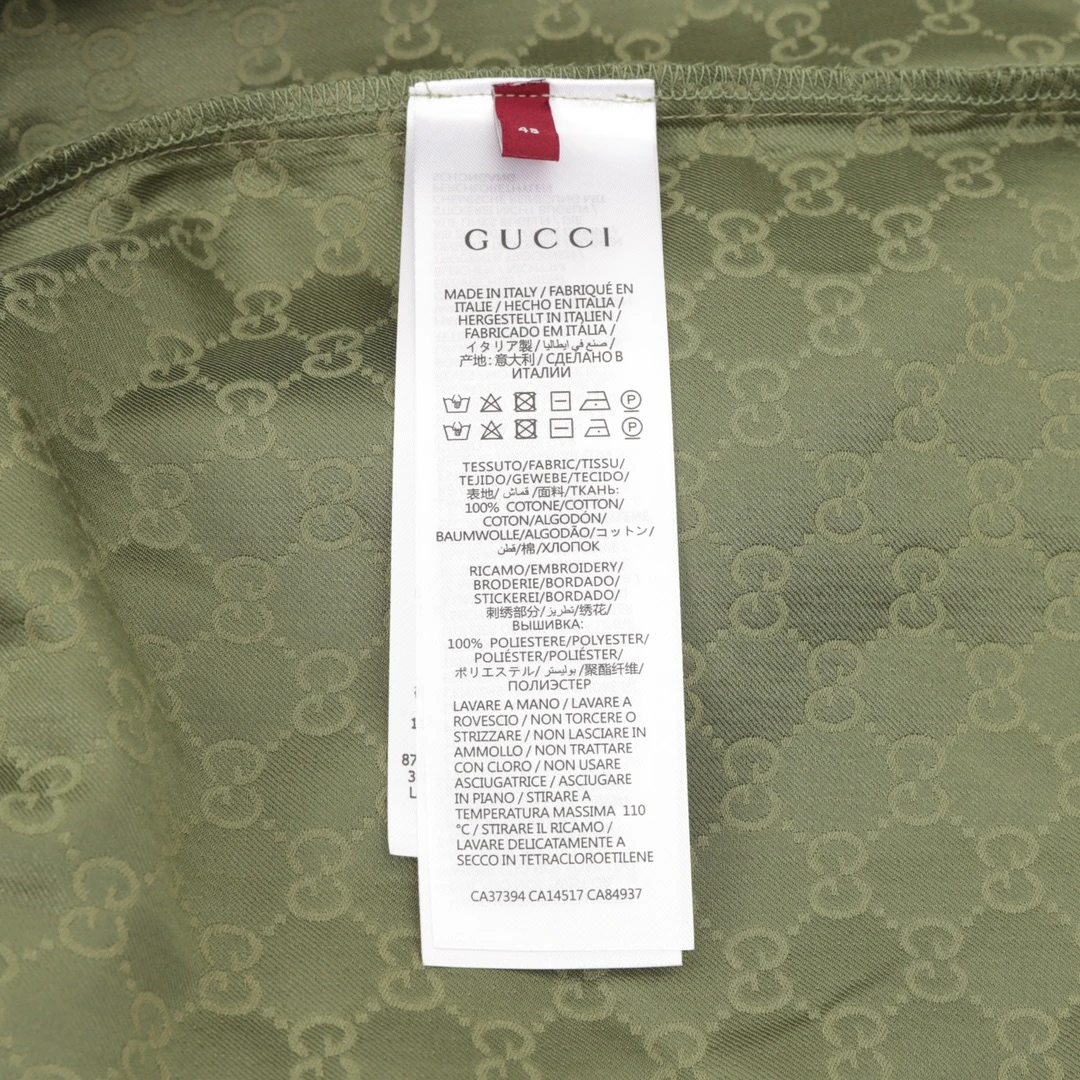 48
GUCCI
MADE IN ITALY / FABRIQUÉ EN
ITALIE / HECHO EN ITALIA /
HERGESTELLT IN ITALIEN /
FABRICADO EM ITÁLIA /
イタリア製 / صنع في ايطاليا /
产地: 意大利 / СДЕЛАНО В
ИТАЛИИ
P
P
TESSUTO/FABRIC/TISSU/
TEJIDO/GEWEBE/TECIDO/
表地/ قماش /面料/ТКАНЬ:
100% COTONE/COTTON/
COTON/ALGODÓN/
BAUMWOLLE/ALGODÃO/コットン/
قطن/棉/ХЛОПОК
RICAMO/EMBROIDERY/
BRODERIE/BORDADO/
STICKEREI/BORDADO/
刺绣部分/تطريز/绣花/
ВЫШИВКА:
100% POLIESTERE/POLYESTER/
POLIÉSTER/POLIÉSTER/
ポリエステル/ بوليستر /聚酯纤维/
ПОЛИЭСТЕР
LAVARE A MANO / LAVARE A
ROVESCIO / NON TORCERE O
STRIZZARE / NON LASCIARE IN
AMMOLLO / NON TRATTARE
CON CLORO / NON USARE
ASCIUGATRICE / ASCIUGARE
IN PIANO / STIRARE A
TEMPERATURA MASSIMA 110
°C / STIRARE IL RICAMO /
LAVARE DELICATAMENTE A
SECCO IN TETRACLOROETILENE
CA37394 CA14517 CA84937
1
87
3
L